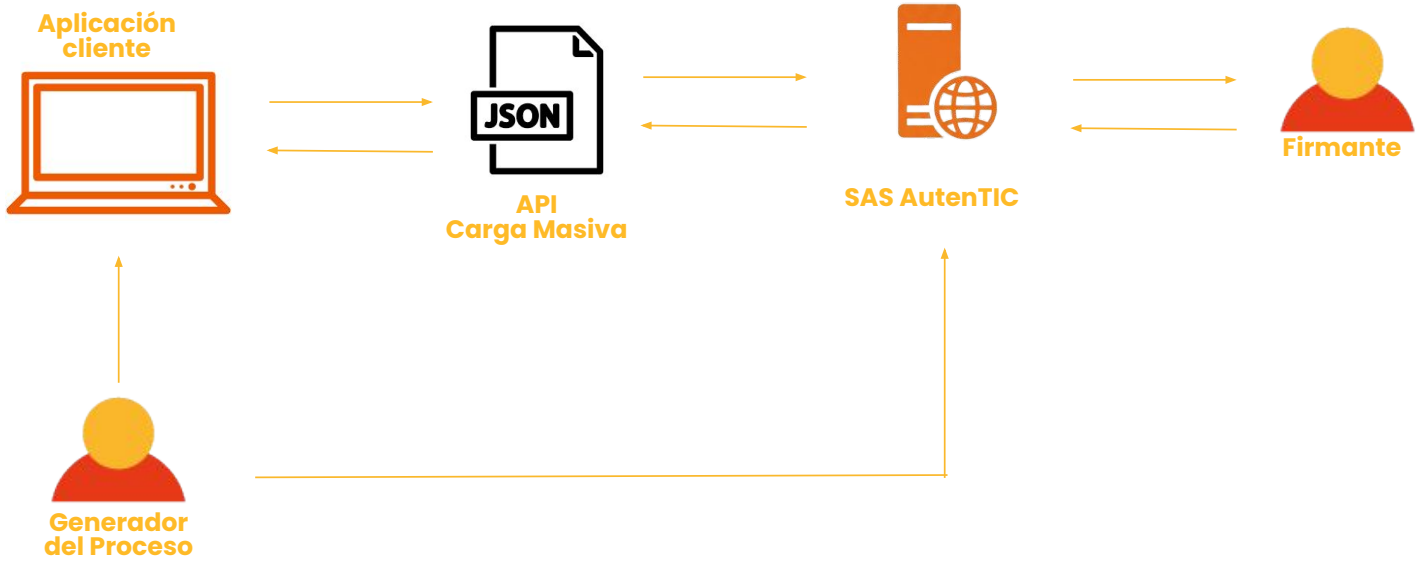 Aplicación
cliente
JSON
API
Carga Masiva
SAS AutenTIC
Firmante
Generador
del Proceso